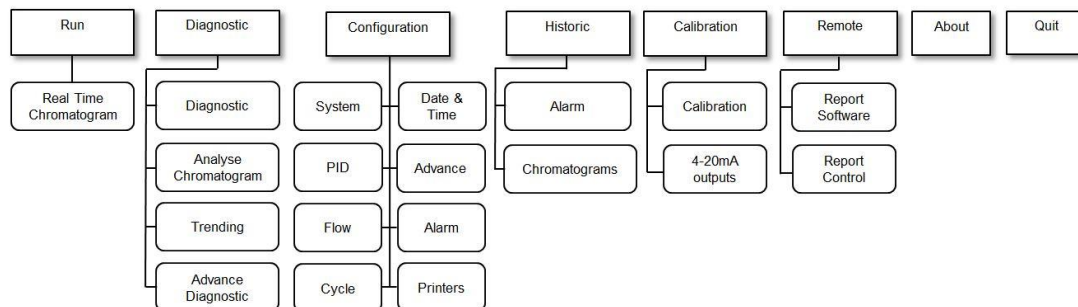 Run
Diagnostic
Configuration
Historic
Calibration
Remote
About
Quit
Real Time
Chromatogram
Diagnostic
Analyse
Chromatogram
Trending
Advance
Diagnostic
System
PID
Flow
Cycle
Date &
Time
Advance
Alarm
Printers
Alarm
Chromatograms
Calibration
4-20mA
outputs
Report
Software
Report
Control